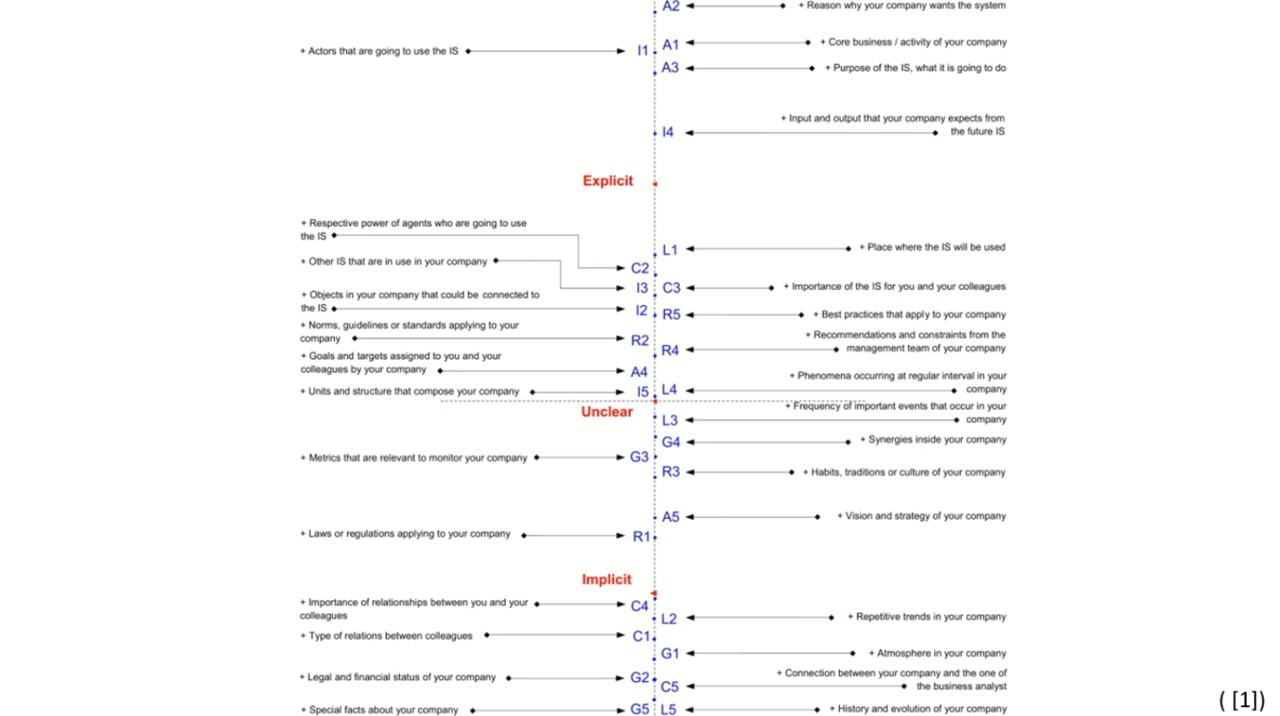 A2 + Reason why your company wants the system
+ Actors that are going to use the IS I1 A1 + Core business / activity of your company
A3 + Purpose of the IS, what it is going to do
+ Input and output that your company expects from
I4 the future IS
Explicit
+ Respective power of agents who are going to use
the IS
L1 + Place where the IS will be used
+ Other IS that are in use in your company C2
I3 C3 + Importance of the IS for you and your colleagues
+ Objects in your company that could be connected to
the IS I2 R5 + Best practices that apply to your company
+ Norms, guidelines or standards applying to your
company R2
+ Recommendations and constraints from the
R4 management team of your company
+ Goals and targets assigned to you and your
colleagues by your company A4
+ Phenomena occurring at regular interval in your
+ Units and structure that compose your company I5 L4 company
+ Frequency of important events that occur in your
Unclear
L3 company
G4 + Synergies inside your company
+ Metrics that are relevant to monitor your company G3
R3 + Habits, traditions or culture of your company
A5 + Vision and strategy of your company
+ Laws or regulations applying to your company R1
Implicit
+ Importance of relationships between you and your C4
colleagues
L2 + Repetitive trends in your company
+ Type of relations between colleagues C1
G1 + Atmosphere in your company
+ Legal and financial status of your company G2
+ Connection between your company and the one of
C5 the business analyst
+ Special facts about your company G5 L5 + History and evolution of your company
( [1])